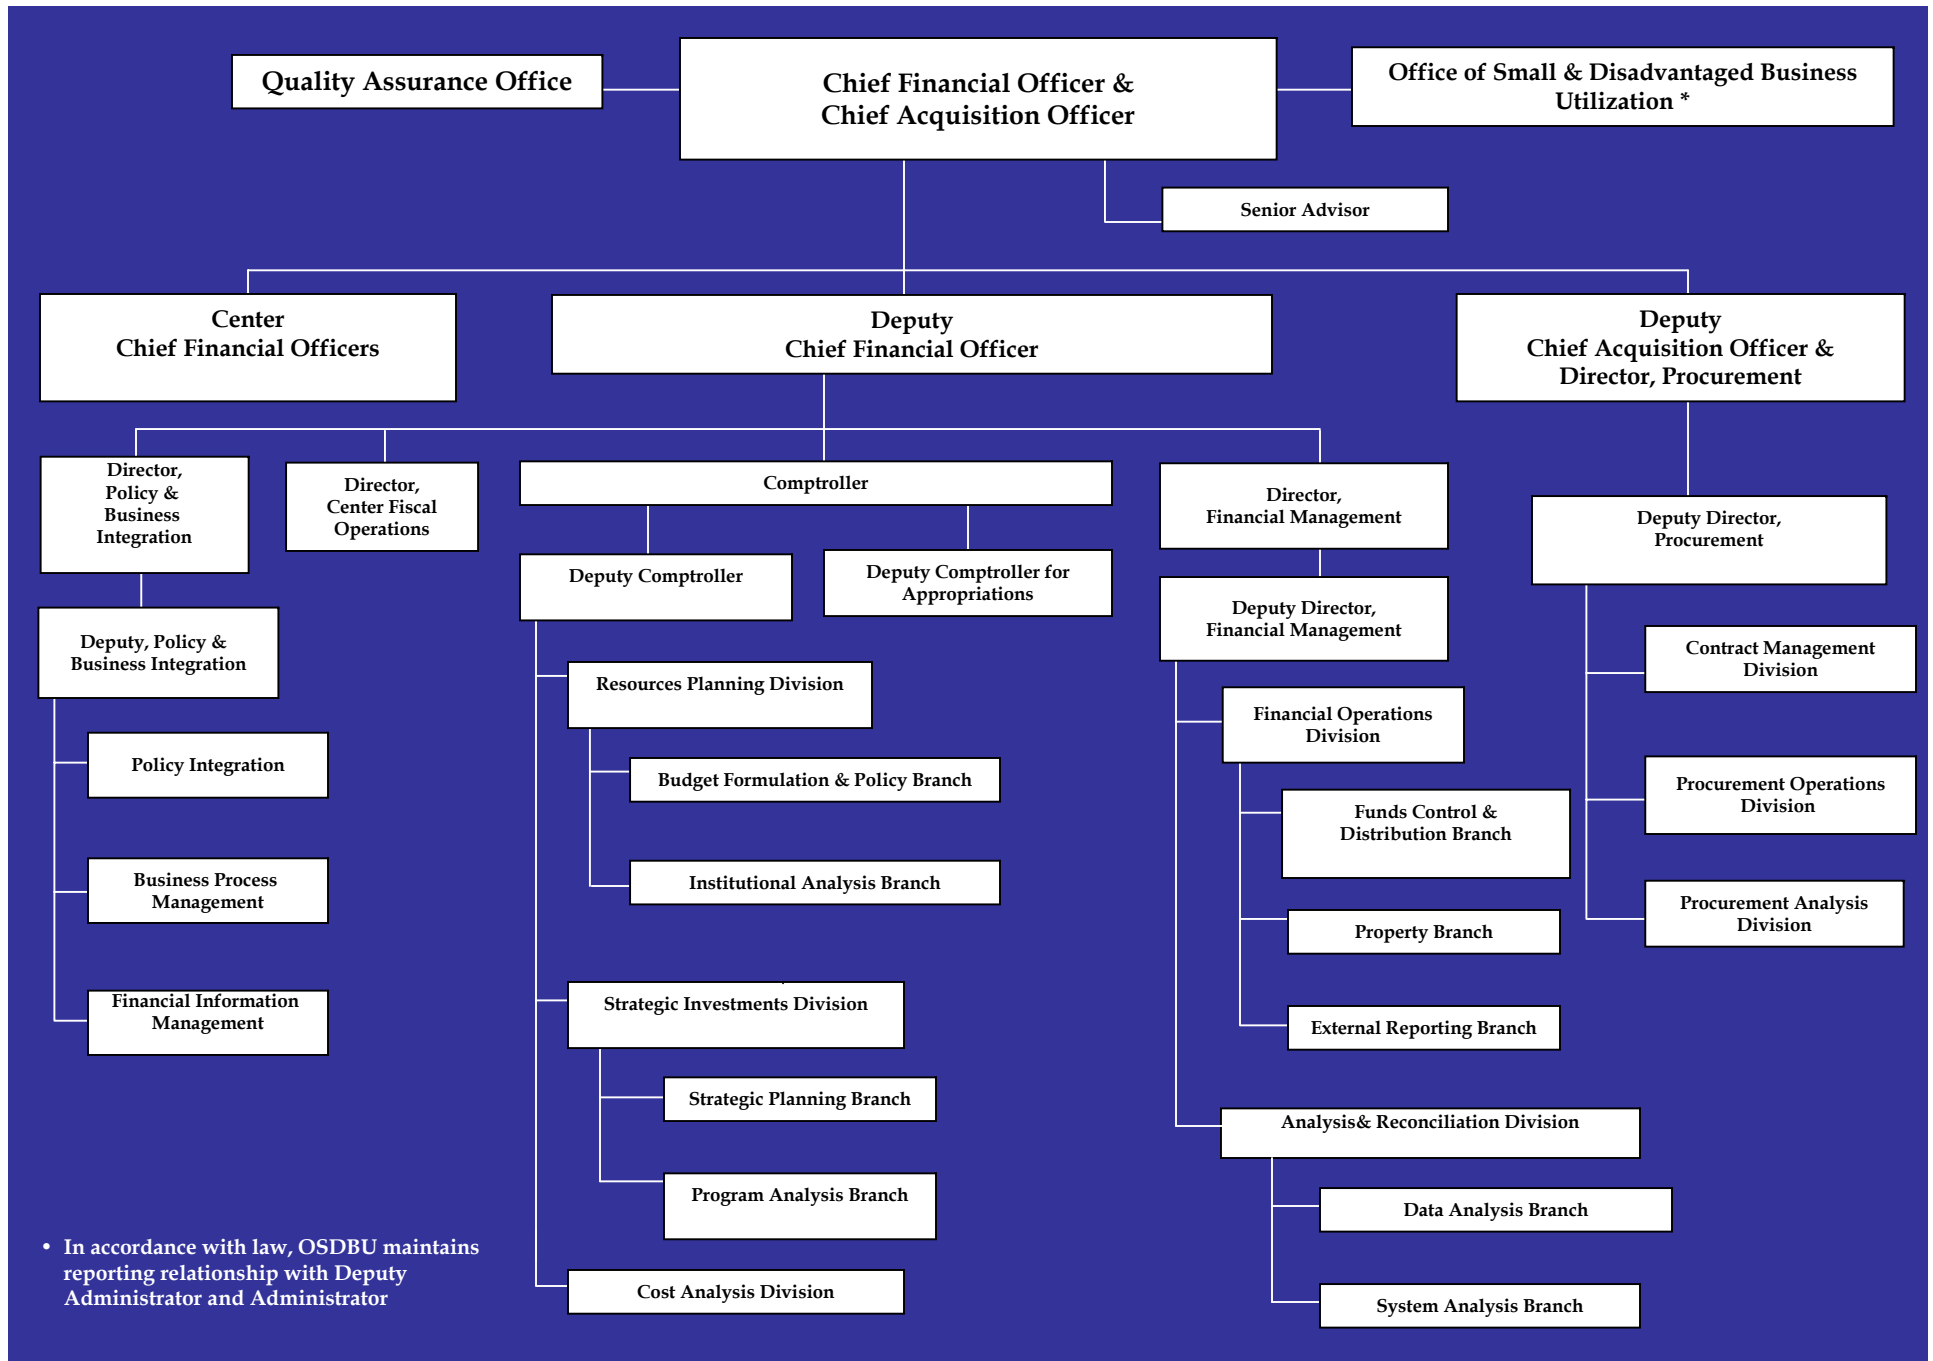 Quality Assurance Office
Chief Financial Officer &
Chief Acquisition Officer
Office of Small & Disadvantaged Business
Utilization *
Senior Advisor
Center
Chief Financial Officers
Deputy
Chief Financial Officer
Deputy
Chief Acquisition Officer &
Director, Procurement
Director,
Policy &
Business
Integration
Director,
Center Fiscal
Operations
Comptroller
Director,
Financial Management
Deputy Director,
Procurement
Deputy, Policy &
Business Integration
Deputy Comptroller
Deputy Comptroller for
Appropriations
Deputy Director,
Financial Management
Policy Integration
Business Process
Management
Financial Information
Management
Resources Planning Division
Budget Formulation & Policy Branch
Institutional Analysis Branch
Strategic Investments Division
Strategic Planning Branch
Program Analysis Branch
Cost Analysis Division
Financial Operations
Division
Funds Control &
Distribution Branch
Property Branch
External Reporting Branch
Analysis& Reconciliation Division
Data Analysis Branch
System Analysis Branch
Contract Management
Division
Procurement Operations
Division
Procurement Analysis
Division
• In accordance with law, OSDBU maintains
reporting relationship with Deputy
Administrator and Administrator